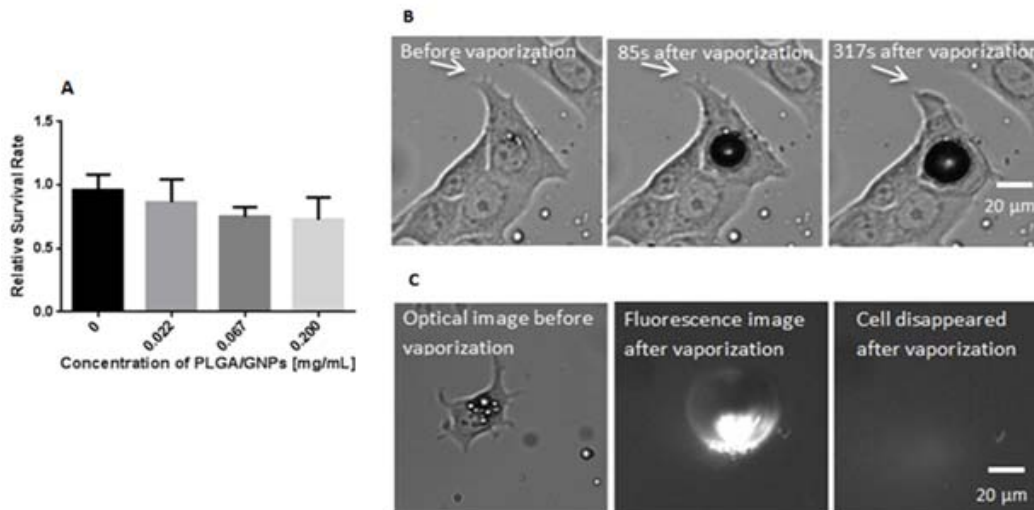 A
Relative Survival Rate
1.5
1.0
0.5
0.0
0
0.022
0.067
0.200
Concentration of PLGA/GNPs [mg/mL]
B
Before vaporization
85s after vaporization
317s after vaporization
20 µm
C
Optical image before
vaporization
Fluorescence image
after vaporization
Cell disappeared
after vaporization
20 µm